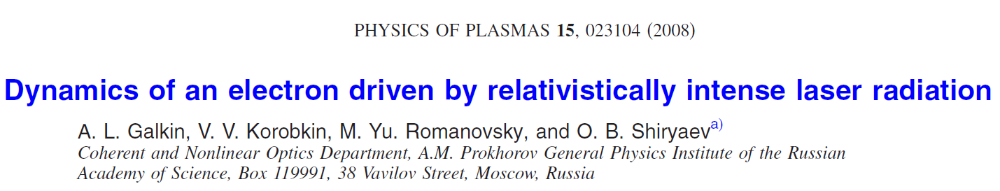 PHYSICS OF PLASMAS 15, 023104 (2008)
Dynamics of an electron driven by relativistically intense laser radiation
A. L. Galkin, V. V. Korobkin, M. Yu. Romanovsky, and O. B. Shiryaev a)
Coherent and Nonlinear Optics Department, A.M. Prokhorov General Physics Institute of the Russian
Academy of Science, Box 119991, 38 Vavilov Street, Moscow, Russia